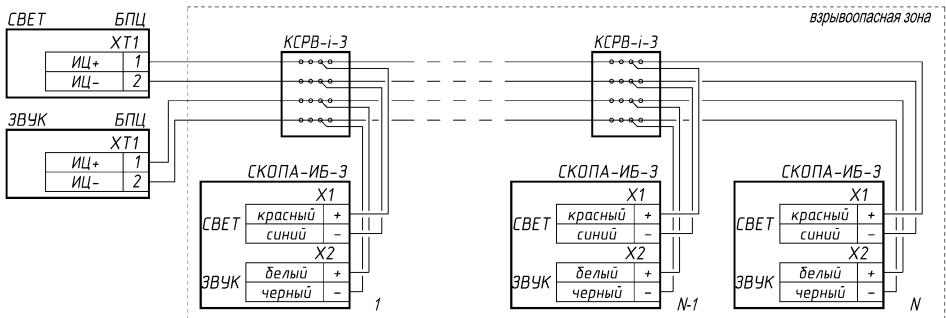 взрывоопасная зона
СВЕТ БПЦ
XT1
ИЦ+ 1
ИЦ- 2
ЗВУК БПЦ
XT1
ИЦ+ 1
ИЦ- 2
КСРВ-i-3
КСРВ-i-3
СКОПА-ИБ-3
X1
СВЕТ
красный +
синий -
X2
ЗВУК
белый +
черный -
1
СКОПА-ИБ-3
X1
СВЕТ
красный +
синий -
X2
ЗВУК
белый +
черный -
N-1
СКОПА-ИБ-3
X1
СВЕТ
красный +
синий -
X2
ЗВУК
белый +
черный -
N